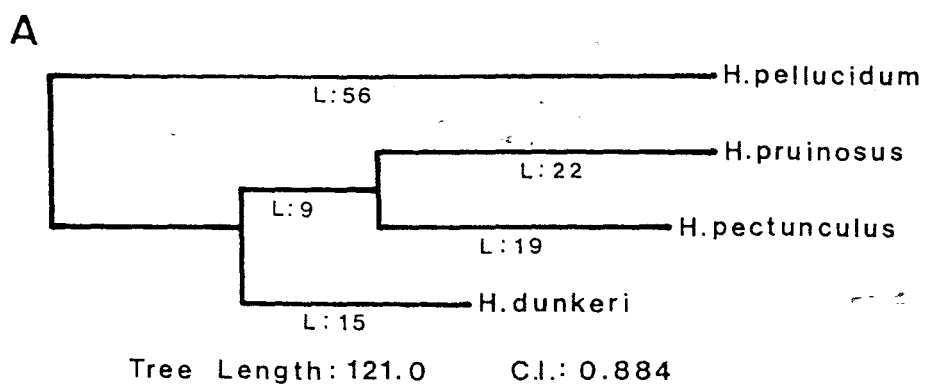 A
H.pellucidum
L:56
H.pruinosus
L:22
L:9
H.pectunculus
L:19
H.dunkeri
L:15
Tree Length: 121.0 C.I.: 0.884